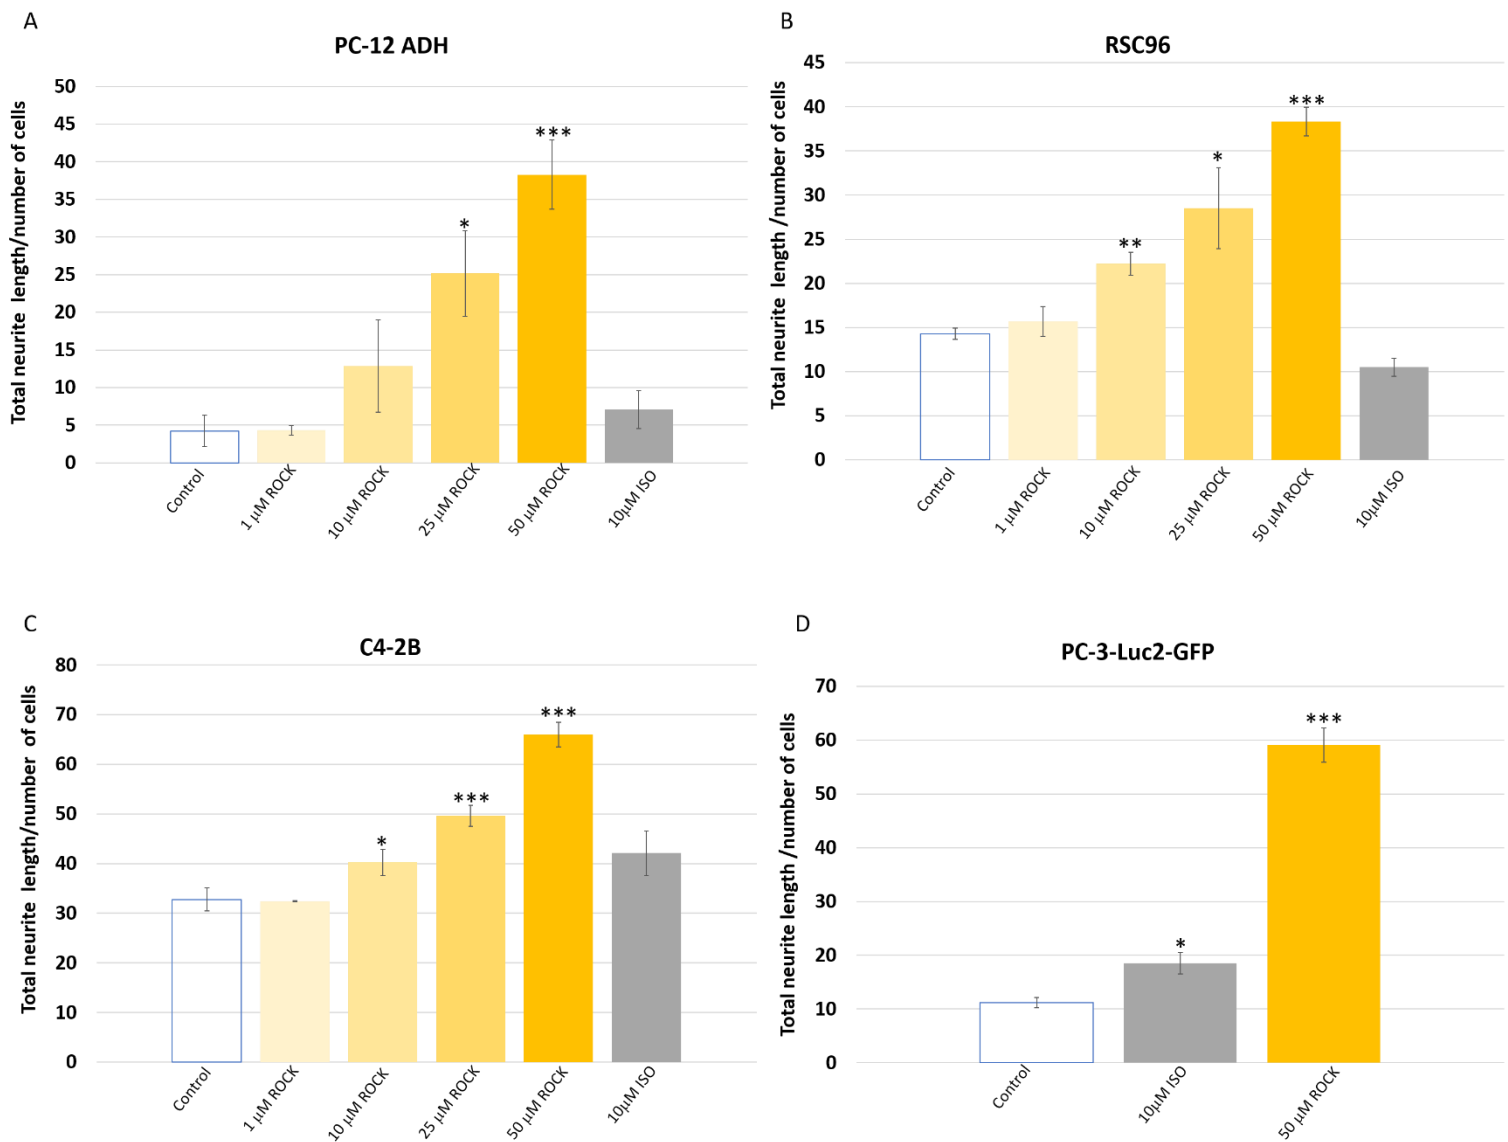 A
PC-12 ADH
Total neurite length/number of cells
50
45
40
35
30
25
20
15
10
5
0
*
***
Control
1 µM ROCK
10 µM ROCK
25 µM ROCK
50 µM ROCK
10µM ISO
B
RSC96
Total neurite length /number of cells
45
40
35
30
25
20
15
10
5
0
**
*
***
Control
1 µM ROCK
10 µM ROCK
25 µM ROCK
50 µM ROCK
10µM ISO
C
C4-2B
Total neurite length/number of cells
80
70
60
50
40
30
20
10
0
*
***
***
Control
1 µM ROCK
10 µM ROCK
25 µM ROCK
50 µM ROCK
10µM ISO
D
PC-3-Luc2-GFP
Total neurite length /number of cells
70
60
50
40
30
20
10
0
*
***
Control
10µM ISO
50 µM ROCK